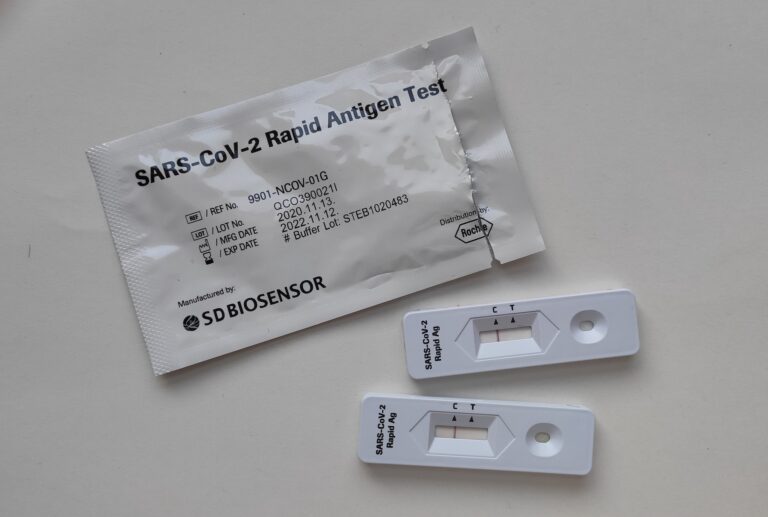 SARS-CoV-2 Rapid Antigen Test
REF / REF No. 9901-NCOV-01G
LOT / LOT No. QCO390021I
/ MFG DATE 2020.11.13.
/ EXP DATE 2022.11.12.
# Buffer Lot: STEB1020483
Distribution by:
Roche
Manufactured by:
SD BIOSENSOR
C T
SARS-CoV-2
Rapid Ag
C T
SARS-CoV-2
Rapid Ag